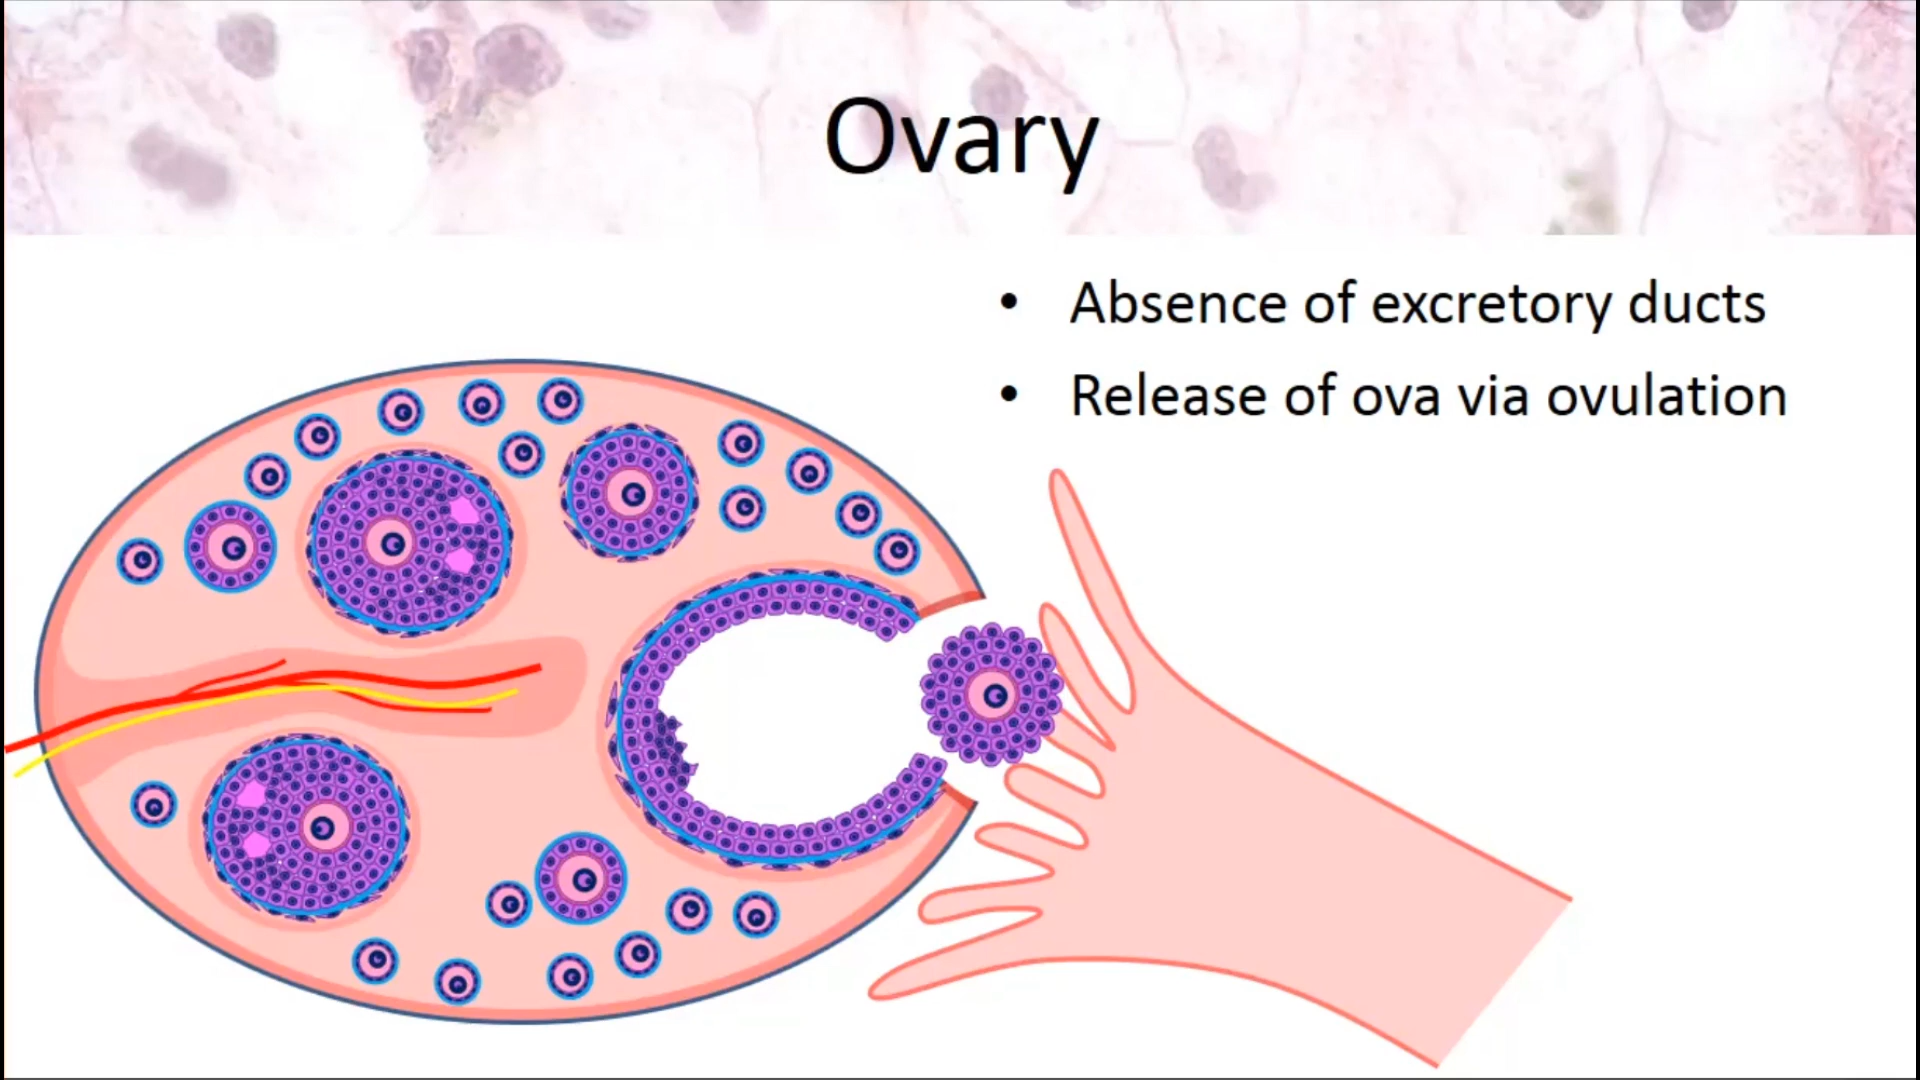 Ovary
• Absence of excretory ducts
• Release of ova via ovulation